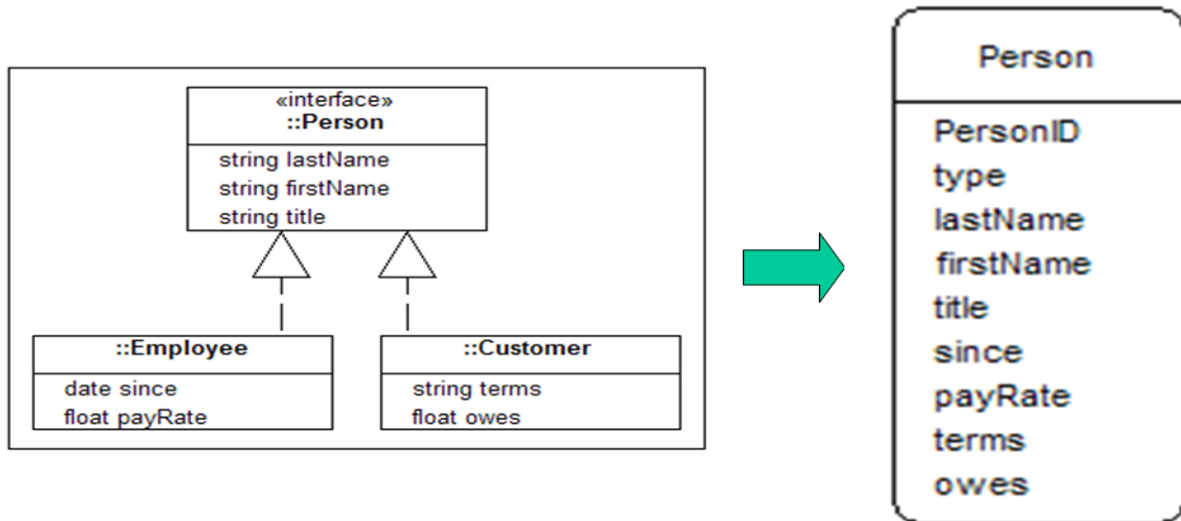 «interface»
::Person
string lastName
string firstName
string title
::Employee
date since
float payRate
::Customer
string terms
float owes
Person
PersonID
type
lastName
firstName
title
since
payRate
terms
owes